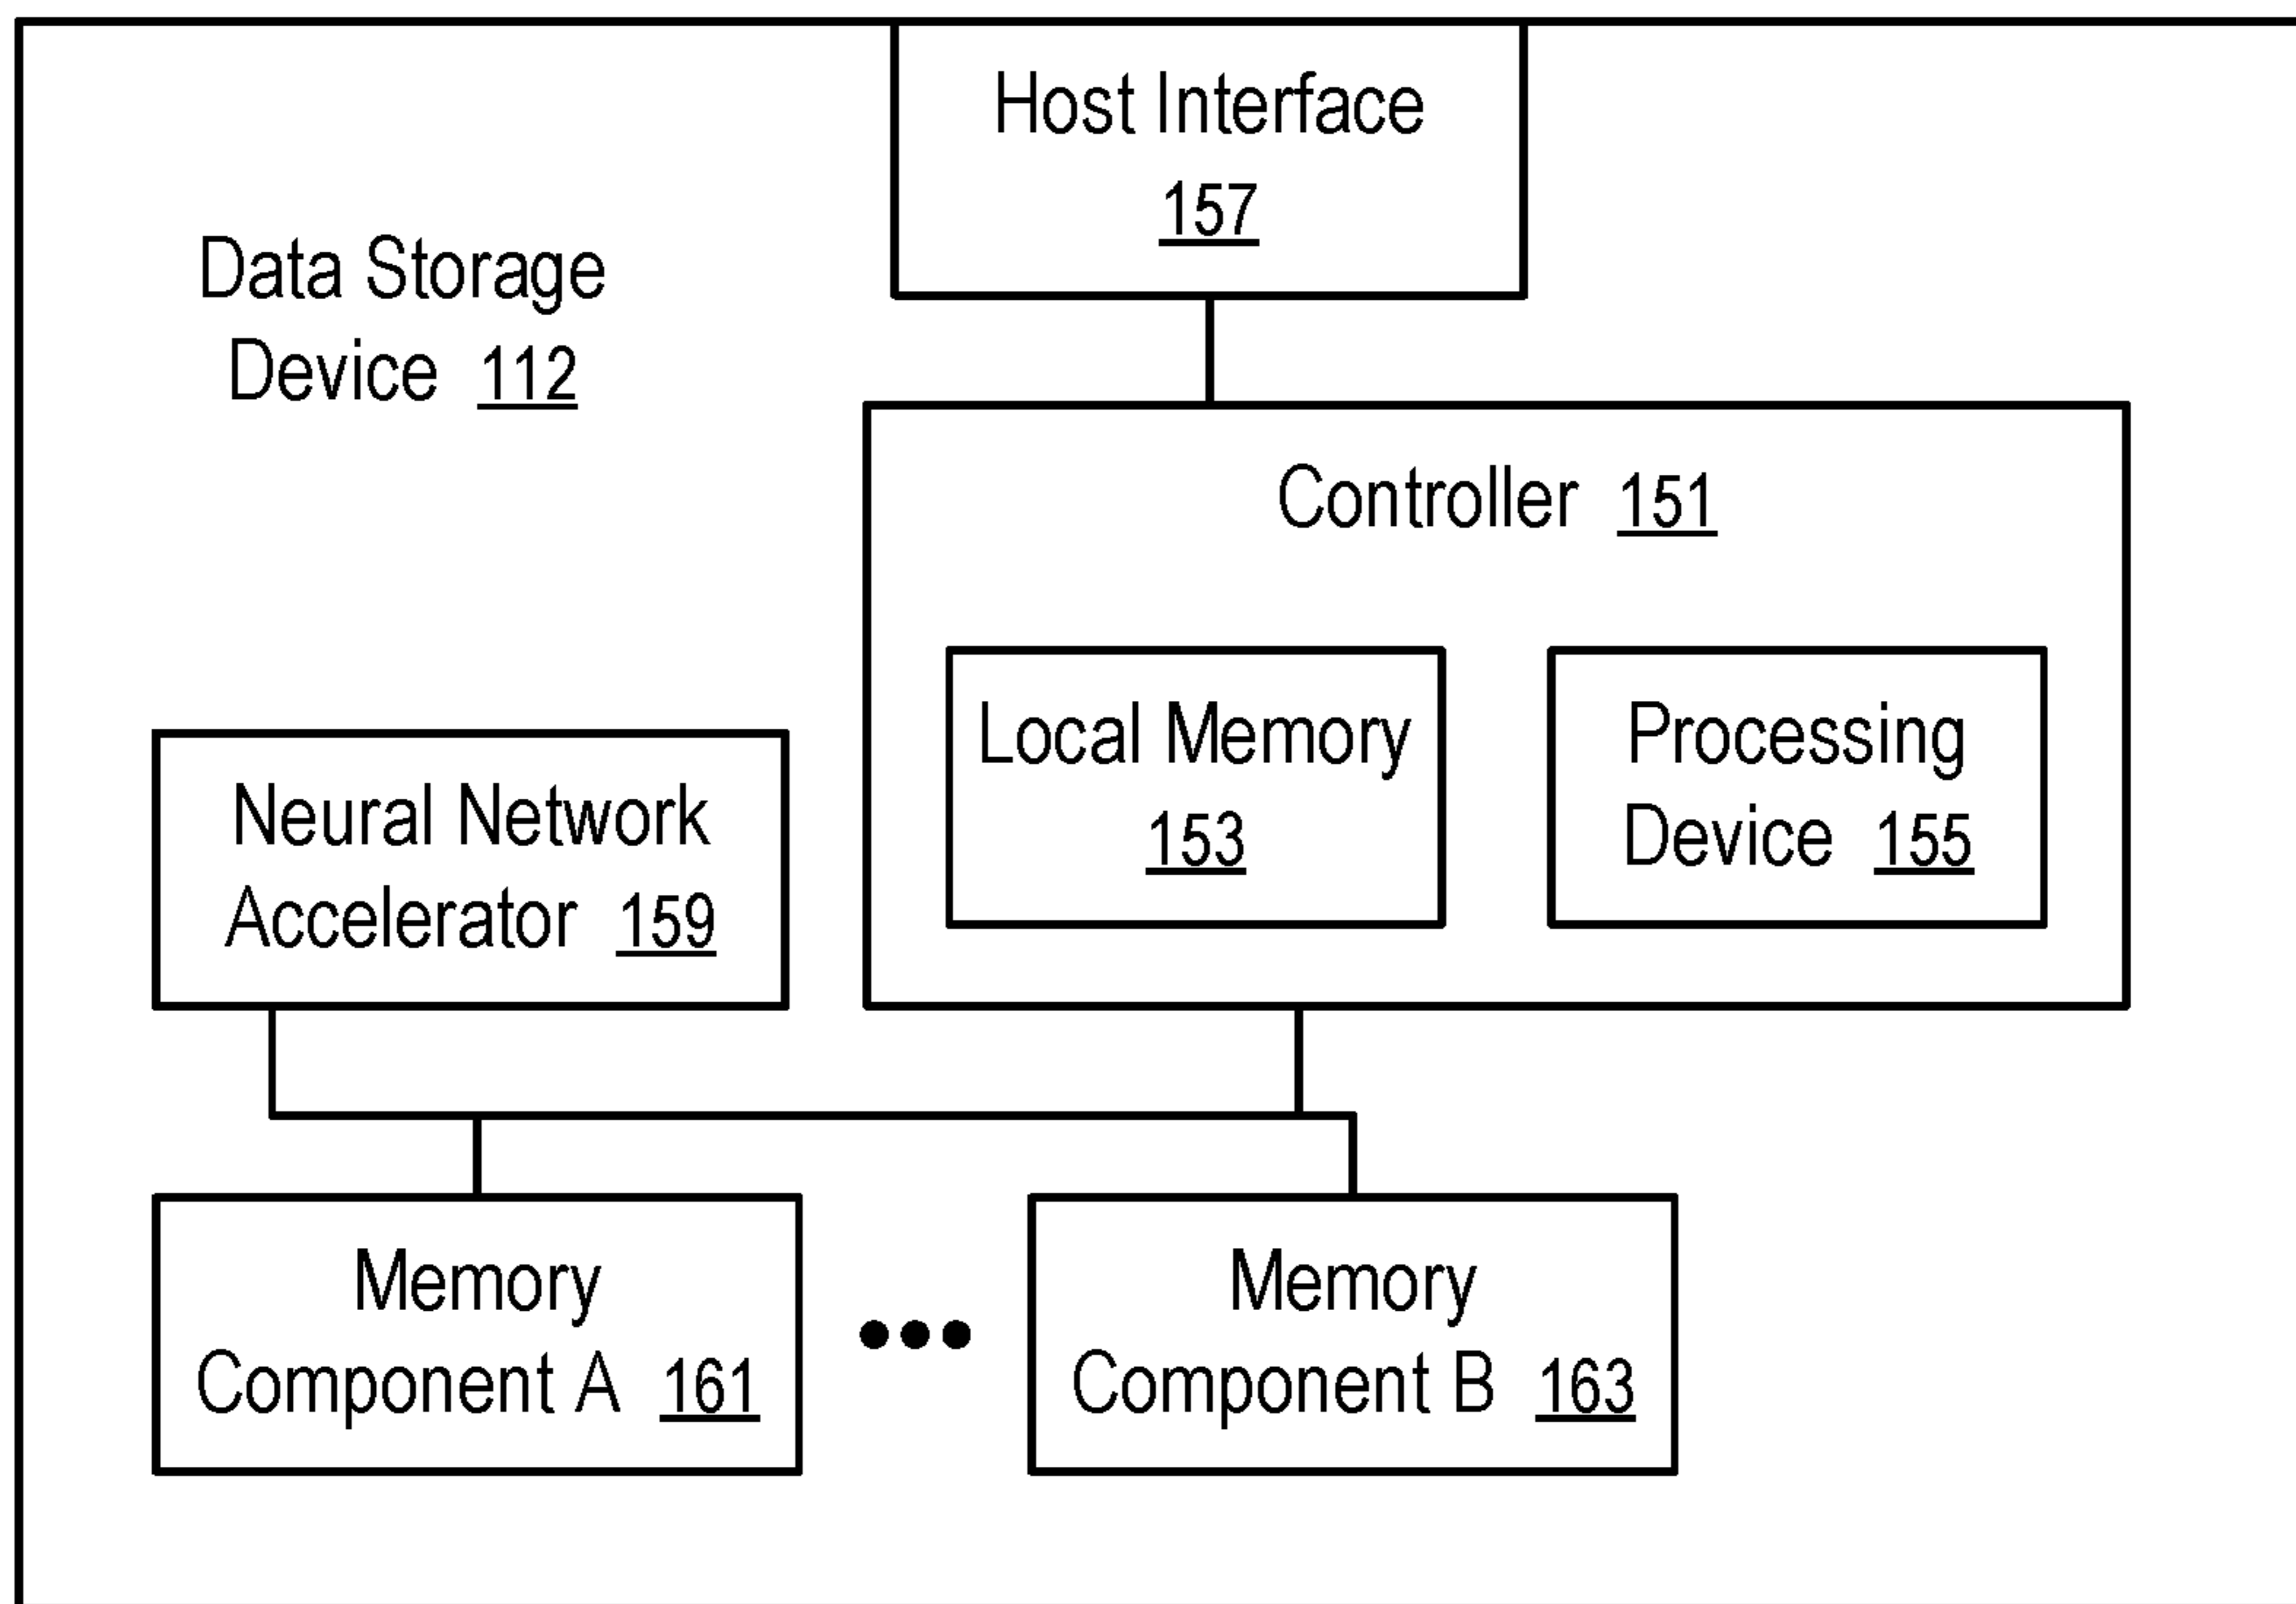 Host Interface
157
Data Storage
Device 112
Controller 151
Local Memory
153
Processing
Device 155
Neural Network
Accelerator 159
Memory
Component A 161
Memory
Component B 163